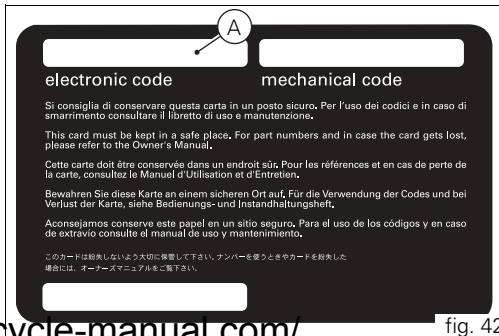 A
electronic code
mechanical code
Si consiglia di conservare questa carta in un posto sicuro. Per l'uso dei codici e in caso di
smarrimento consultare il libretto di uso e manutenzione.
This card must be kept in a safe place. For part numbers and in case the card gets lost,
please refer to the Owner's Manual.
Cette carte doit être conservée dans un endroit sûr. Pour les références et en cas de perte de
la carte, consultez le Manuel d'Utilisation et d'Entretien.
Bewahren Sie diese Karte an einem sicheren Ort auf. Für die Verwendung der Codes und bei
Verlust der Karte, siehe Bedienungs- und Instandhaltungsheft.
Aconsejamos conserve este papel en un sitio seguro. Para el uso de los códigos y en caso
de extravío consulte el manual de uso y mantenimiento.
このカードは紛失しないよう大切に保管して下さい。ナンバーを使うときやカードを紛失した
場合には、オーナーズマニュアルをご覧下さい。
cycle-manual.com/
fig. 42